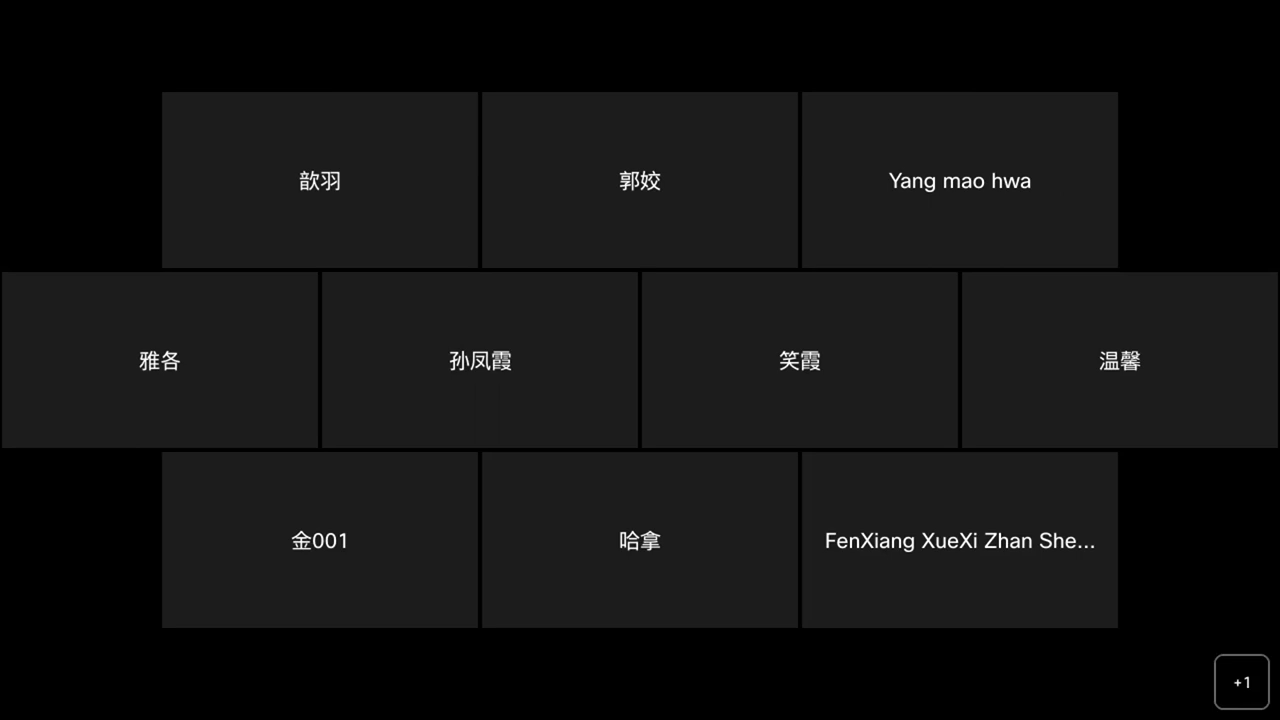 歆羽
郭姣
Yang mao hwa
雅各
孙凤霞
笑霞
温馨
金001
哈拿
FenXiang XueXi Zhan She...
+1